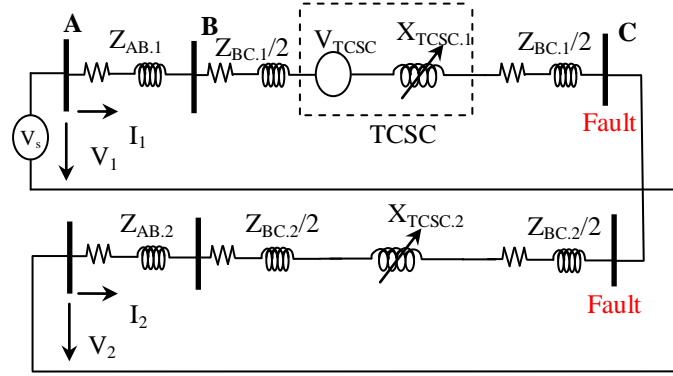 A
Z_AB.1
B
Z_BC.1/2
V_TCSC
X_TCSC.1
Z_BC.1/2
C
V_s
I_1
V_1
TCSC
Fault
Z_AB.2
Z_BC.2/2
X_TCSC.2
Z_BC.2/2
I_2
V_2
Fault